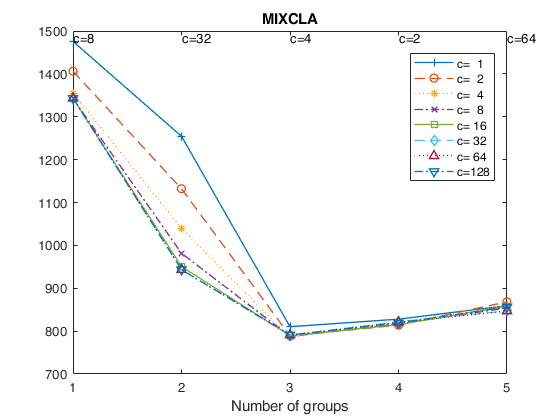 MIXCLA
1500
c=8
c=32
c=4
c=2
c=64
c= 1
1400
c= 2
c= 4
1300
c= 8
c= 16
1200
c= 32
c= 64
c=128
1100
1000
900
800
700
1
2
3
4
5
Number of groups